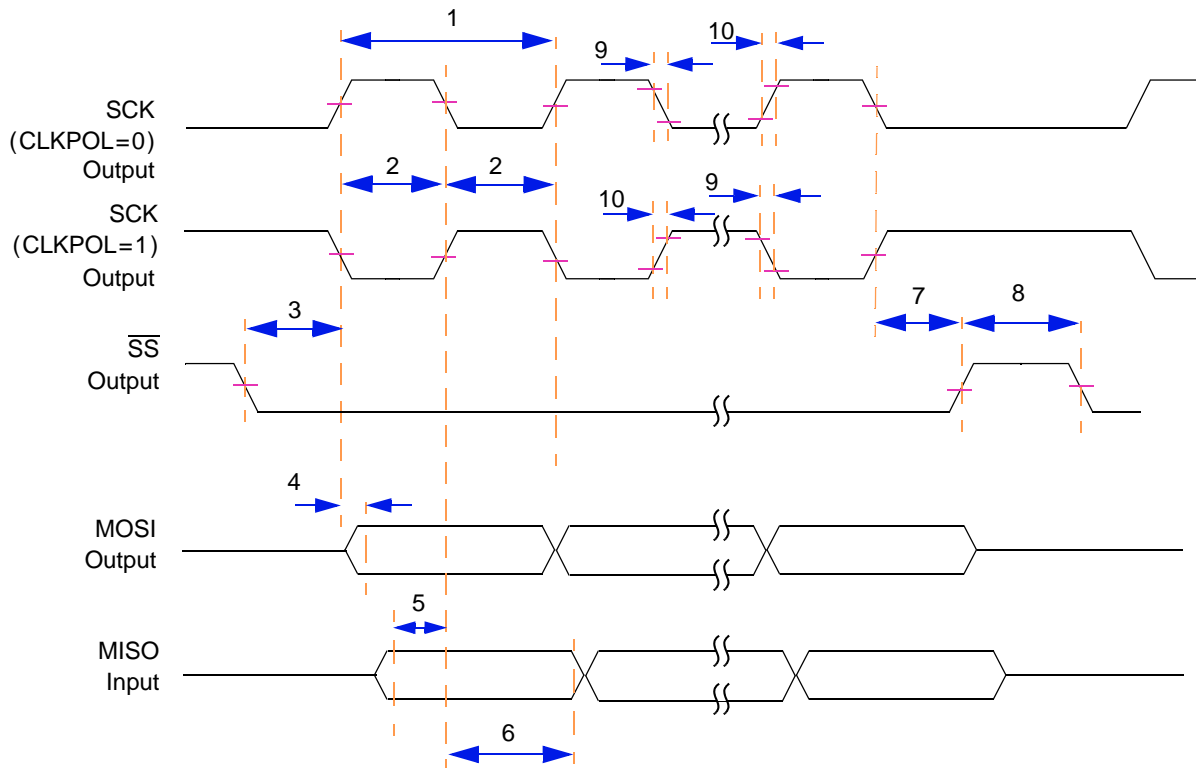 1
9
10
SCK
(CLKPOL=0)
Output
2
2
SCK
(CLKPOL=1)
Output
10
9
3
7
8
SS
Output
4
MOSI
Output
5
MISO
Input
6